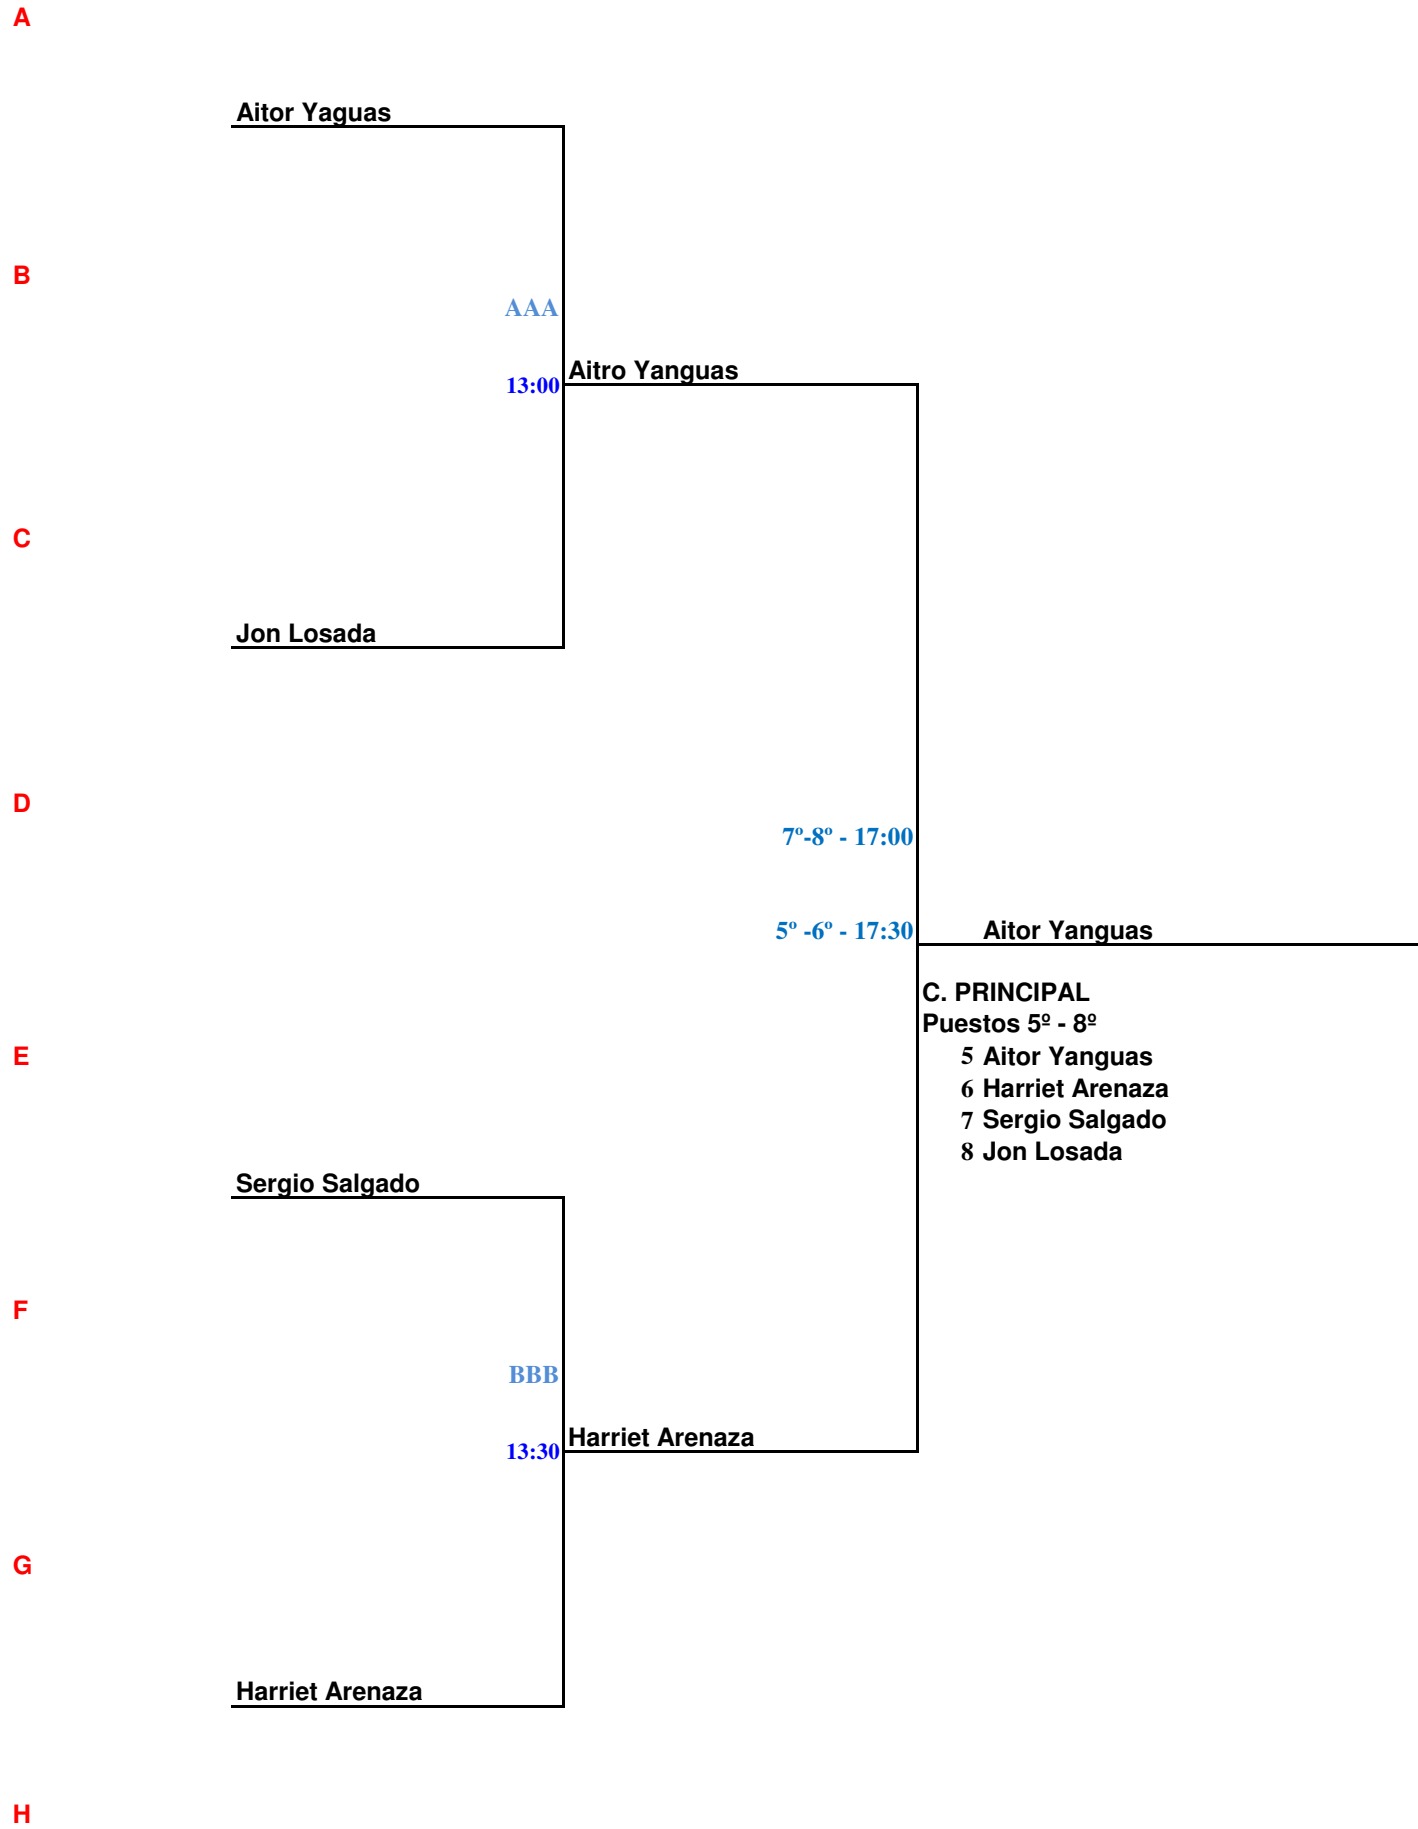 A
Aitor Yaguas
B
AAA
Aitro Yanguas
13:00
C
Jon Losada
D
7º-8º - 17:00
5º -6º - 17:30
Aitor Yanguas
C. PRINCIPAL
Puestos 5º - 8º
E
5 Aitor Yanguas
6 Harriet Arenaza
7 Sergio Salgado
8 Jon Losada
Sergio Salgado
F
BBB
Harriet Arenaza
13:30
G
Harriet Arenaza
H